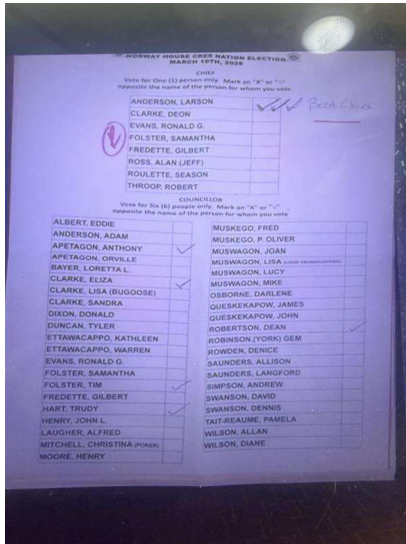 NORWAY HOUSE CREE NATION ELECTION
MARCH 10TH, 2026
CHIEF
Vote for One (1) person only. Mark an "X" or "✓"
opposite the name of the person for whom you vote.
ANDERSON, LARSON ✓✓✓ Best Chief
CLARKE, DEON
EVANS, RONALD G.
FOLSTER, SAMANTHA
FREDETTE, GILBERT
ROSS, ALAN (JEFF)
ROULETTE, SEASON
THROOP, ROBERT
COUNCILLOR
Vote for Six (6) people only. Mark an "X" or "✓"
opposite the name of the person for whom you vote
ALBERT, EDDIE
ANDERSON, ADAM
APETAGON, ANTHONY ✓
APETAGON, ORVILLE
BAYER, LORETTA L.
CLARKE, ELIZA ✓
CLARKE, LISA (BUGOOSE)
CLARKE, SANDRA
DIXON, DONALD
DUNCAN, TYLER
ETTAWACAPPO, KATHLEEN
ETTAWACAPPO, WARREN
EVANS, RONALD G.
FOLSTER, SAMANTHA
FOLSTER, TIM ✓
FREDETTE, GILBERT
HART, TRUDY ✓
HENRY, JOHN L.
LAUGHER, ALFRED
MITCHELL, CHRISTINA (POKER)
MOORE, HENRY
MUSKEGO, FRED
MUSKEGO, P. OLIVER
MUSWAGON, JOAN
MUSWAGON, LISA
MUSWAGON, LUCY
MUSWAGON, MIKE
OSBORNE, DARLENE
QUESKEKAPOW, JAMES
QUESKEKAPOW, JOHN
ROBERTSON, DEAN ✓
ROBINSON,(YORK) GEM
ROWDEN, DENICE
SAUNDERS, ALLISON
SAUNDERS, LANGFORD
SIMPSON, ANDREW
SWANSON, DAVID
SWANSON, DENNIS
TAIT-REAUME, PAMELA
WILSON, ALLAN
WILSON, DIANE